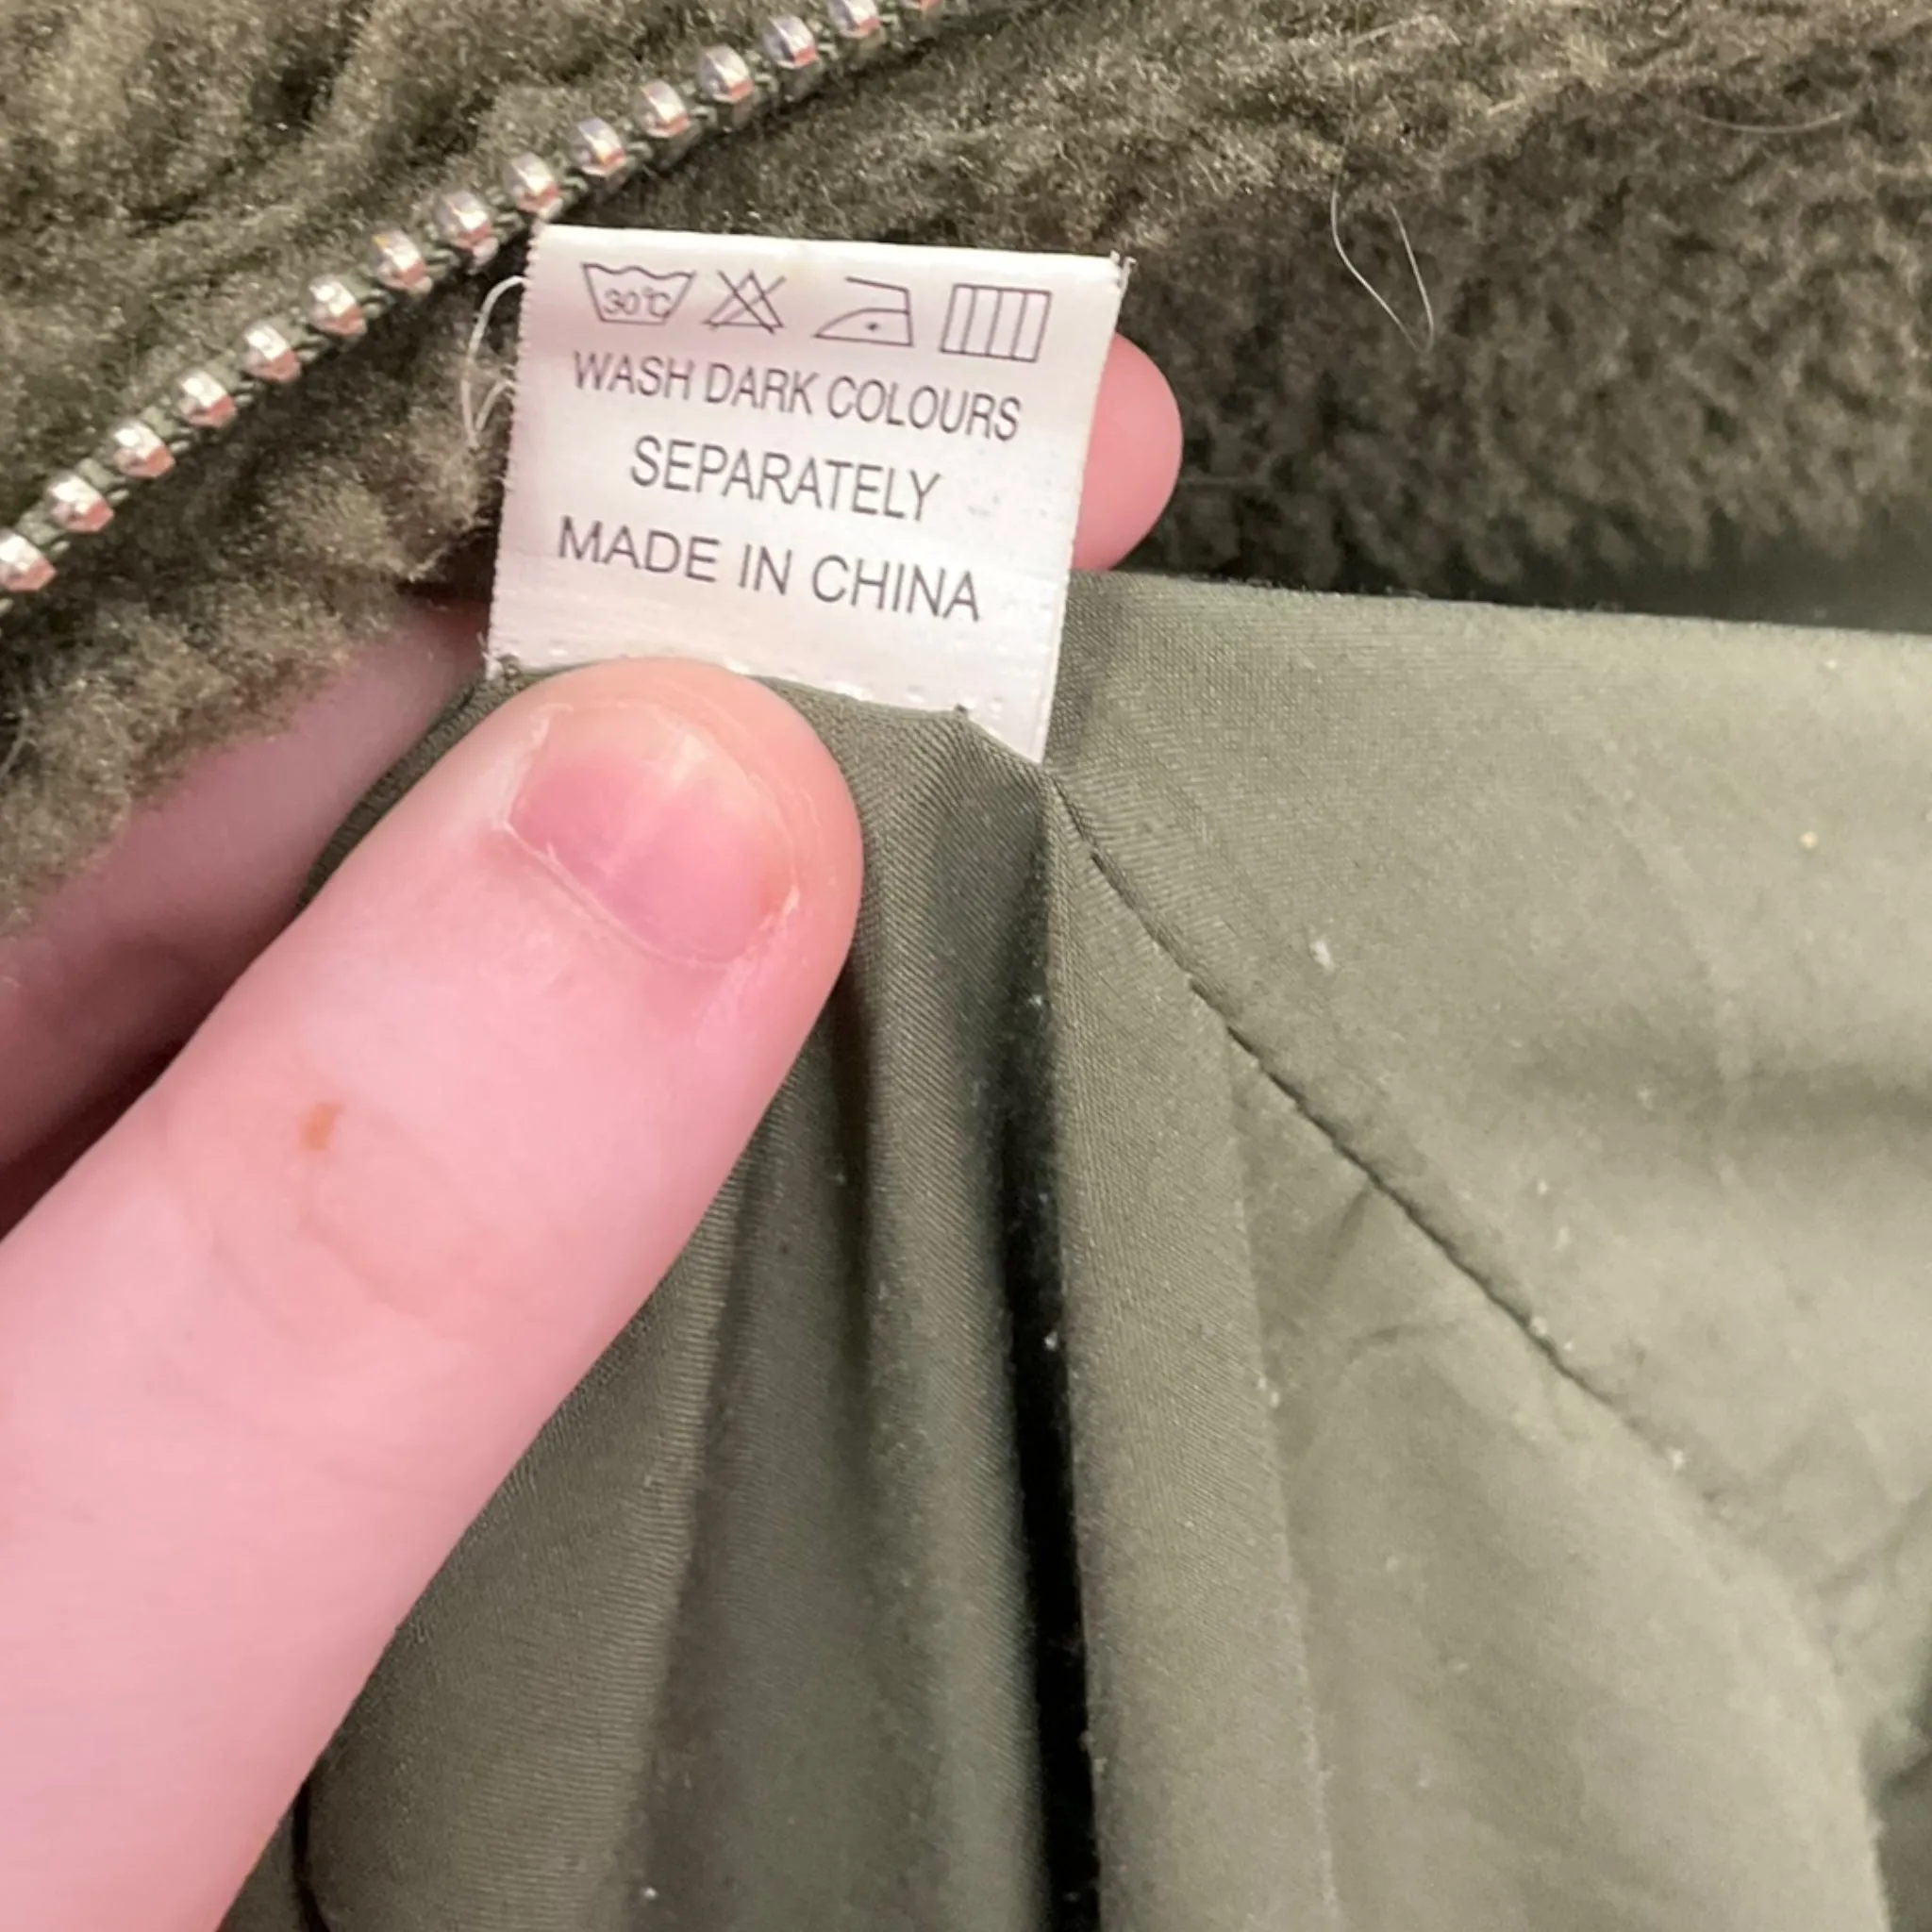 30°C
WASH DARK COLOURS
SEPARATELY
MADE IN CHINA